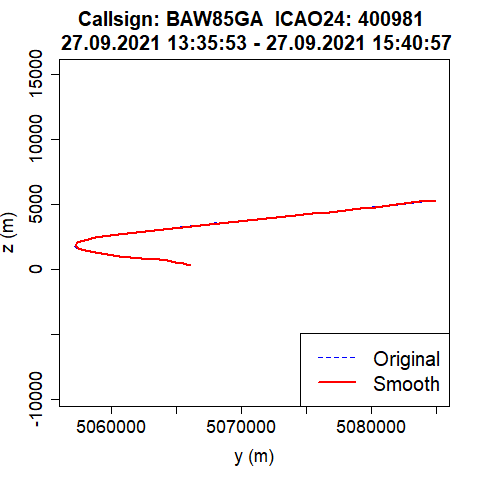 Callsign: BAW85GA  ICAO24: 400981
27.09.2021 13:35:53 - 27.09.2021 15:40:57
15000
10000
5000
0
-10000
z (m)
Original
Smooth
5060000
5070000
5080000
y (m)